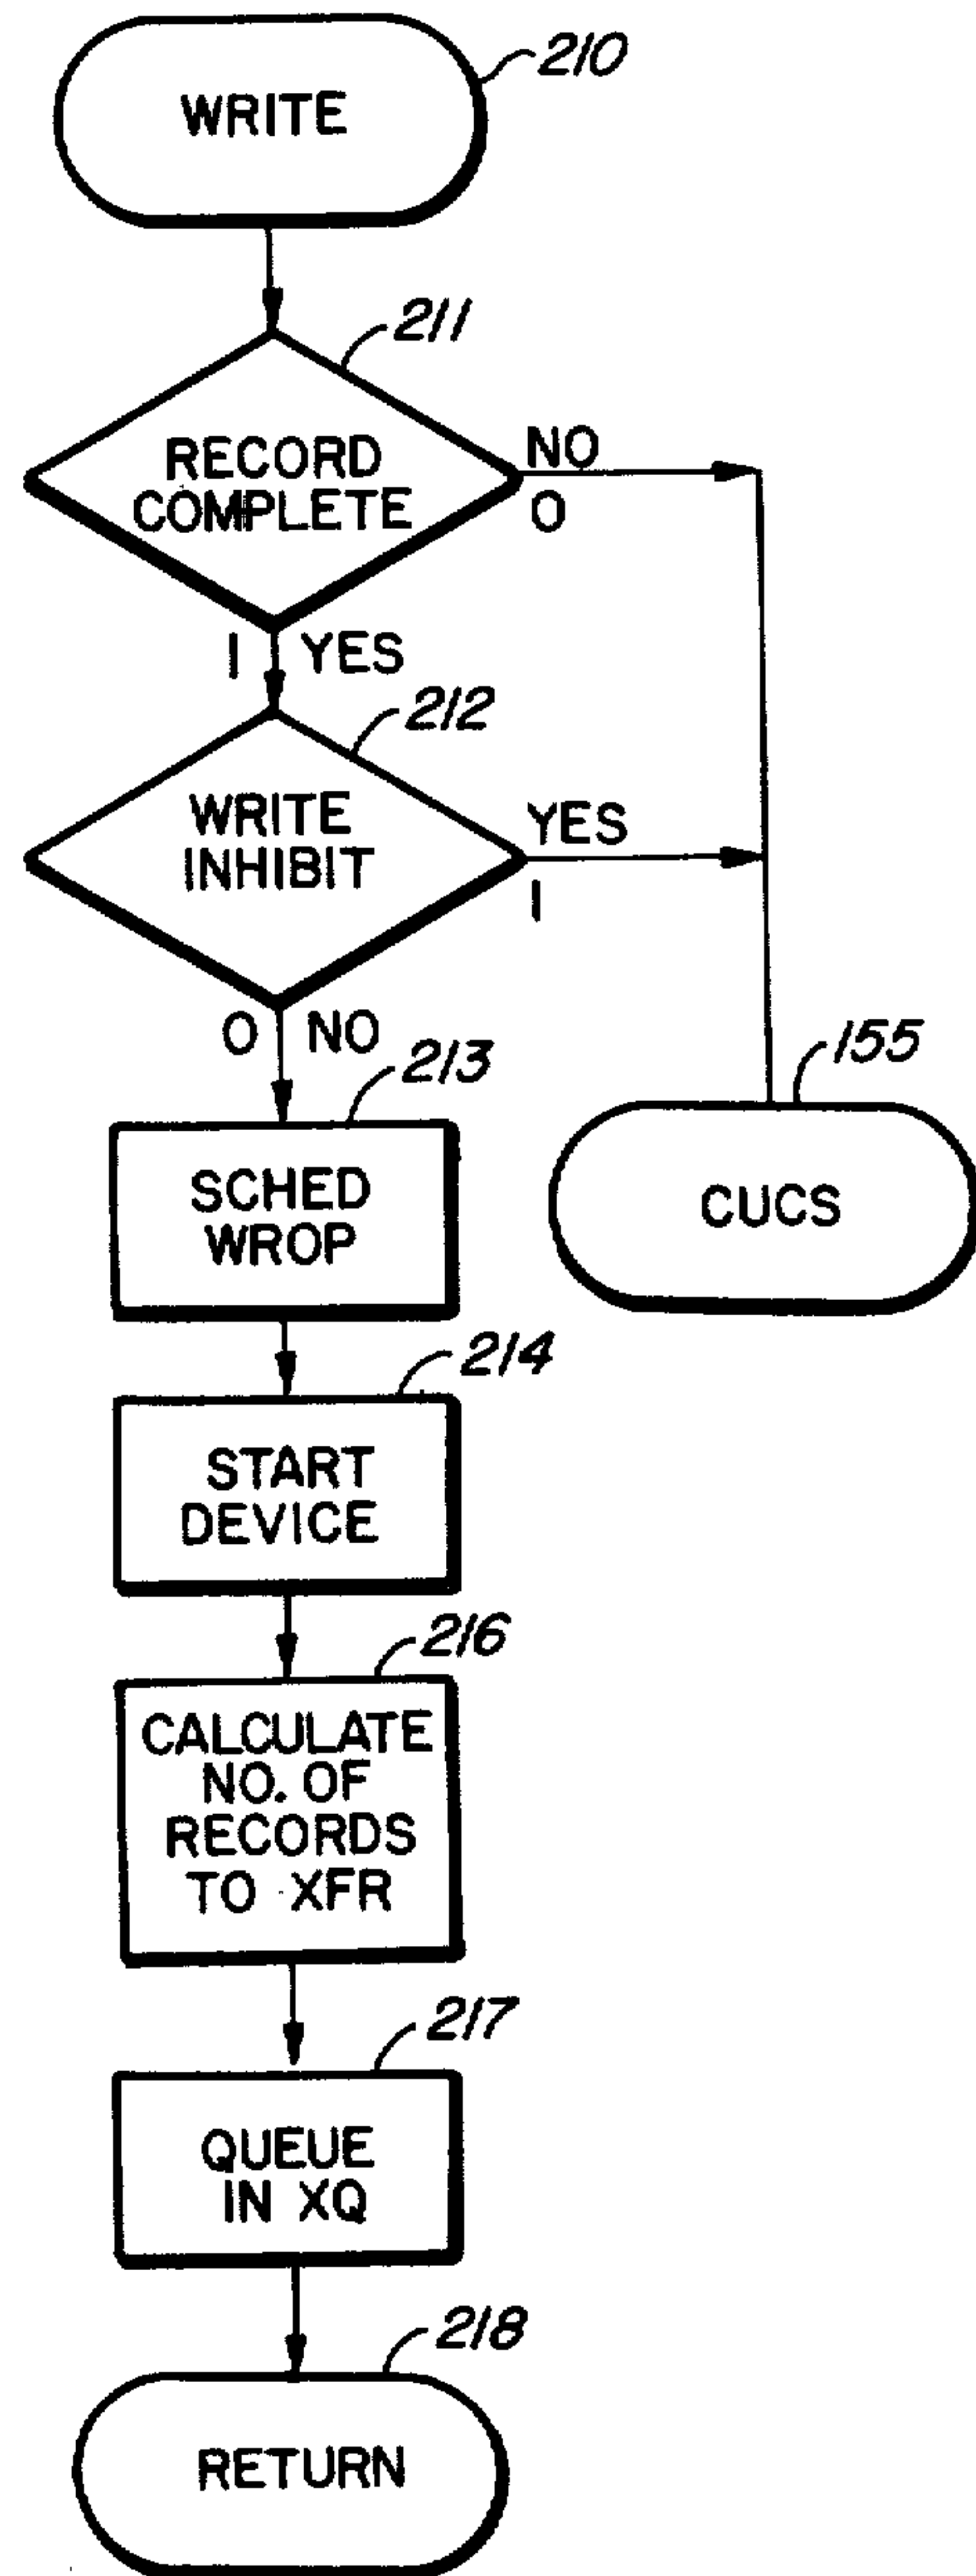 210
WRITE
211
RECORD
COMPLETE
NO
0
1 YES
212
WRITE
INHIBIT
YES
1
0 NO
213
SCHED
WROP
155
CUCS
214
START
DEVICE
216
CALCULATE
NO. OF
RECORDS
TO XFR
217
QUEUE
IN XQ
218
RETURN